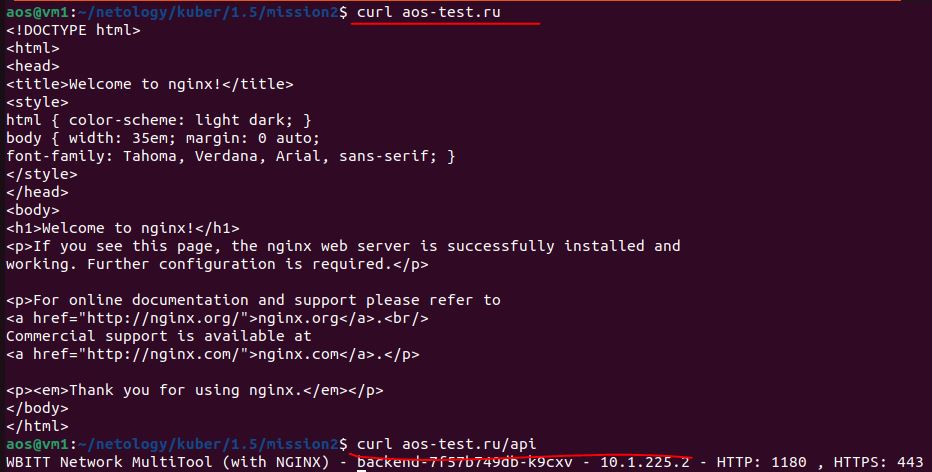 aos@vm1:~/netology/kuber/1.5/mission2$ curl aos-test.ru
<!DOCTYPE html>
<html>
<head>
<title>Welcome to nginx!</title>
<style>
html { color-scheme: light dark; }
body { width: 35em; margin: 0 auto;
font-family: Tahoma, Verdana, Arial, sans-serif; }
</style>
</head>
<body>
<h1>Welcome to nginx!</h1>
<p>If you see this page, the nginx web server is successfully installed and
working. Further configuration is required.</p>

<p>For online documentation and support please refer to
<a href="http://nginx.org/">nginx.org</a>.<br/>
Commercial support is available at
<a href="http://nginx.com/">nginx.com</a>.</p>

<p><em>Thank you for using nginx.</em></p>
</body>
</html>
aos@vm1:~/netology/kuber/1.5/mission2$ curl aos-test.ru/api
WBITT Network MultiTool (with NGINX) - backend-7f57b749db-k9cxv - 10.1.225.2 - HTTP: 1180 , HTTPS: 443